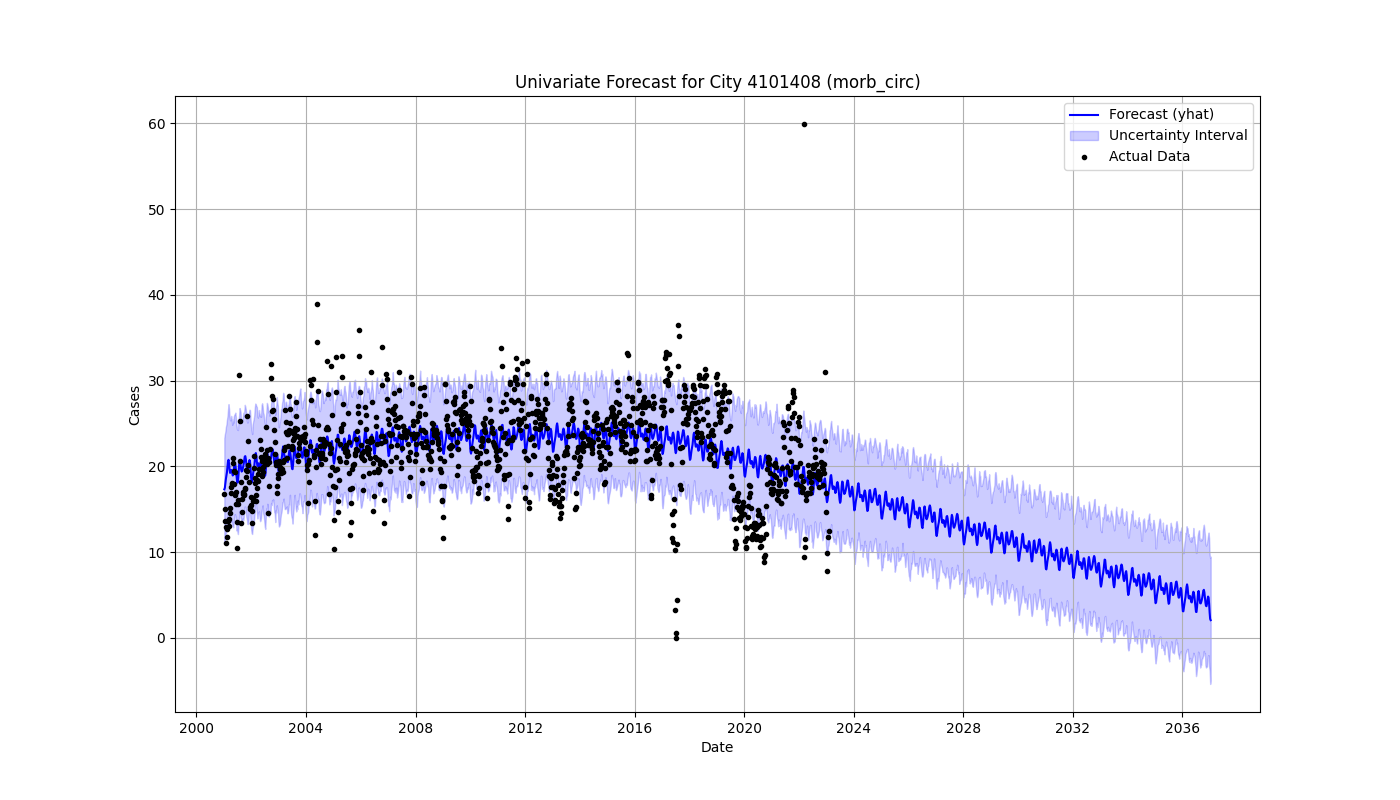 Univariate Forecast for City 4101408 (morb_circ)
Forecast (yhat)
Uncertainty Interval
Actual Data
Cases
60
50
40
30
20
10
0
2000 2004 2008 2012 2016 2020 2024 2028 2032 2036
Date